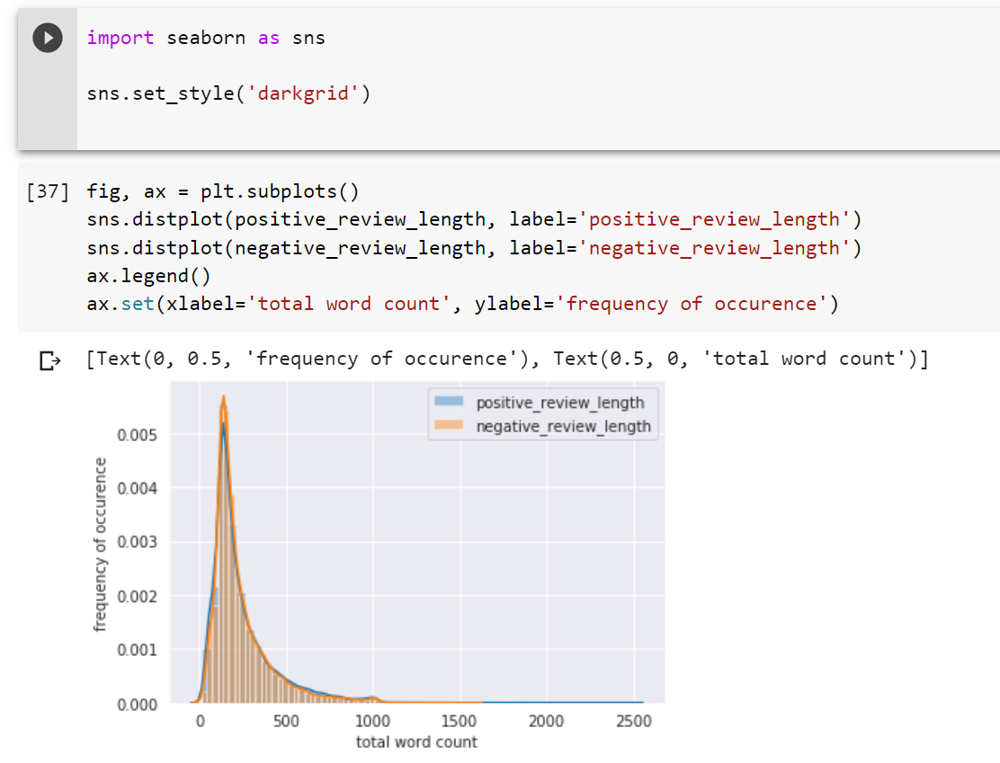 import seaborn as sns
sns.set_style('darkgrid')
[37] fig, ax = plt.subplots()
sns.distplot(positive_review_length, label='positive_review_length')
sns.distplot(negative_review_length, label='negative_review_length')
ax.legend()
ax.set(xlabel='total word count', ylabel='frequency of occurence')
[Text(0, 0.5, 'frequency of occurence'), Text(0.5, 0, 'total word count')]
positive_review_length
negative_review_length
0.005
0.004
0.003
0.002
0.001
0.000
frequency of occurence
0 500 1000 1500 2000 2500
total word count